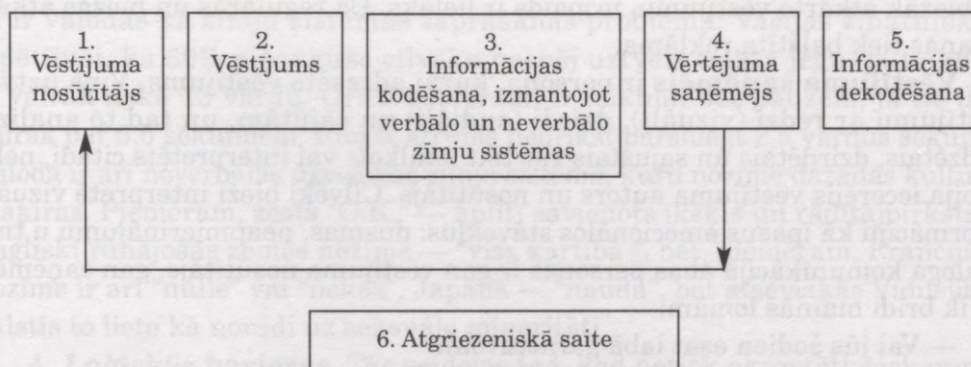 1.
Vēstījuma
nosūtītājs
2.
Vēstījums
3.
Informācijas
kodēšana, izmantojot
verbālo un neverbālo
zīmju sistēmas
4.
Vērtējuma
saņēmējs
5.
Informācijas
dekodēšana
6. Atgriezeniskā saite